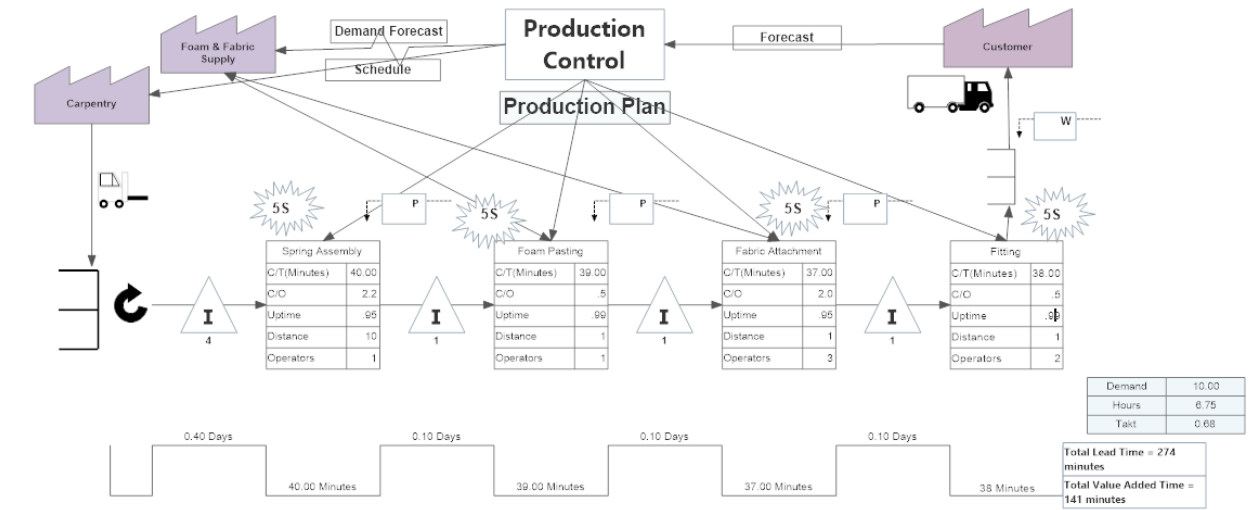 Foam & Fabric
Supply
Demand Forecast
Schedule
Production
Control
Forecast
Customer
Carpentry
Production Plan
W
5S
P
5S
P
5S
P
5S
Spring Assembly
C/T(Minutes) 40.00
C/O 2.2
Uptime .95
Distance 10
Operators 1
Foam Pasting
C/T(Minutes) 39.00
C/O .5
Uptime .99
Distance 1
Operators 1
Fabric Attachment
C/T(Minutes) 37.00
C/O 2.0
Uptime .95
Distance 1
Operators 3
Fitting
C/T(Minutes) 38.00
C/O .5
Uptime .99
Distance 1
Operators 2
I
4
I
1
I
1
I
1
Demand 10.00
Hours 6.75
Takt 0.68
0.40 Days
0.10 Days
0.10 Days
0.10 Days
40.00 Minutes
39.00 Minutes
37.00 Minutes
38 Minutes
Total Lead Time = 274
minutes
Total Value Added Time =
141 minutes